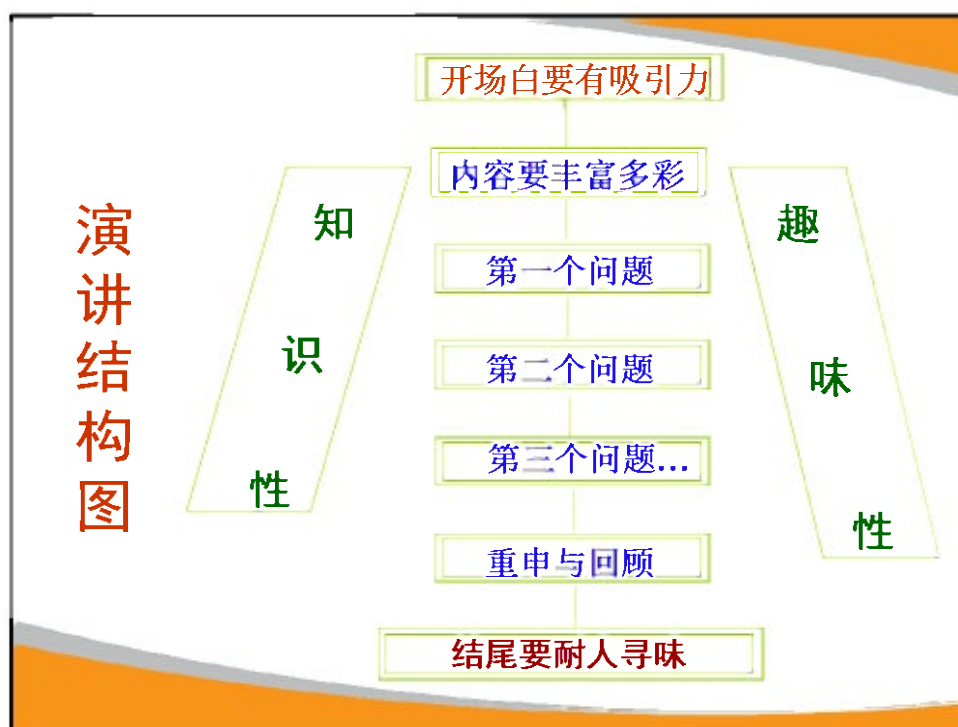 演讲结构图
开场白要有吸引力
内容要丰富多彩
第一个问题
第二个问题
第三个问题...
重申与回顾
结尾要耐人寻味
知识性
趣味性